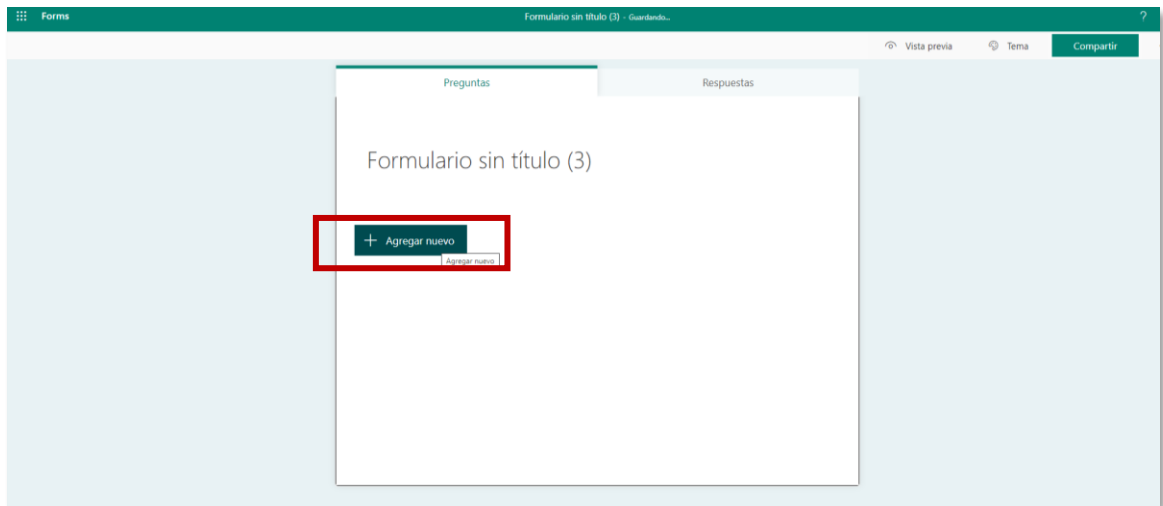 Forms
Formulario sin título (3) - Guardando...
?
Vista previa
Tema
Compartir
Preguntas
Respuestas
Formulario sin título (3)
+ Agregar nuevo
Agregar nuevo